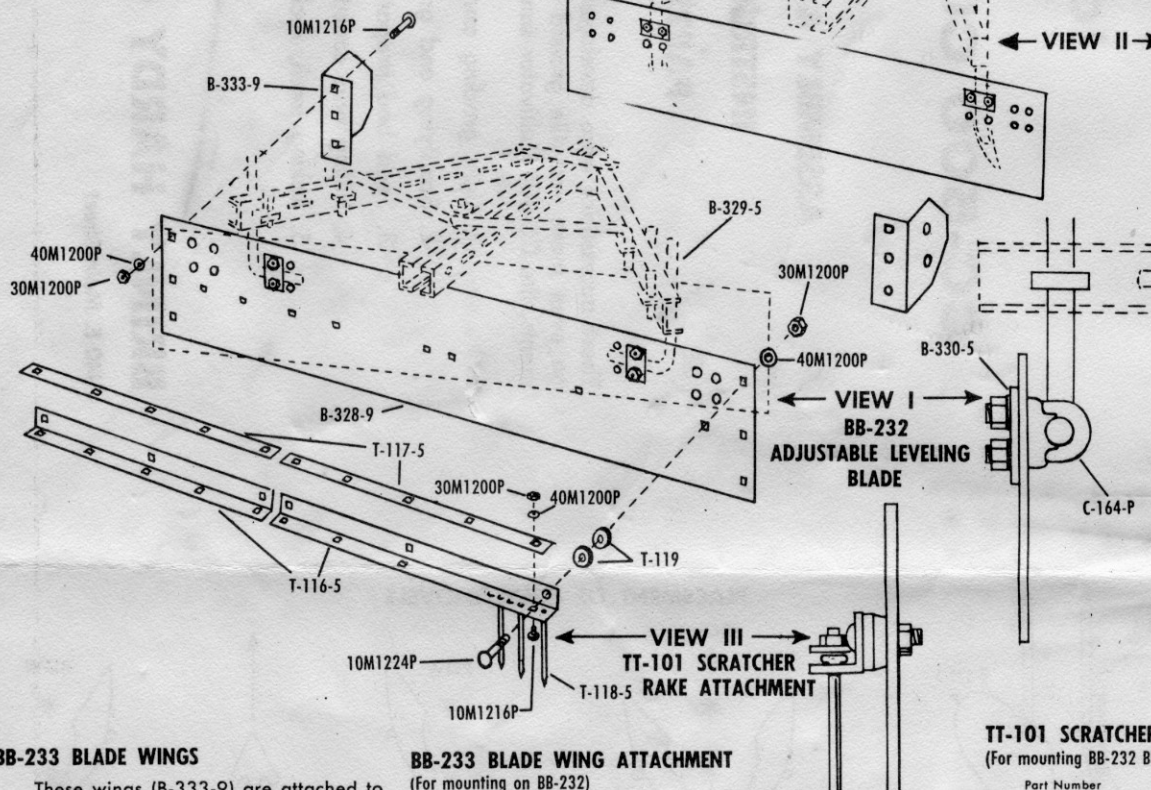 10M1216P
VIEW II
B-333-9
B-329-5
40M1200P
30M1200P
30M1200P
40M1200P
B-330-5
B-328-9
VIEW I
BB-232
ADJUSTABLE LEVELING
BLADE
T-117-5
30M1200P
40M1200P
C-164-P
T-119
T-116-5
VIEW III
TT-101 SCRATCHER
RAKE ATTACHMENT
10M1224P
T-118-5
10M1216P
BB-233 BLADE WINGS
These wings (B-333-9) are attached to
BB-233 BLADE WING ATTACHMENT
(For mounting on BB-232)
TT-101 SCRATCHER
(For mounting BB-232 B
Part Number